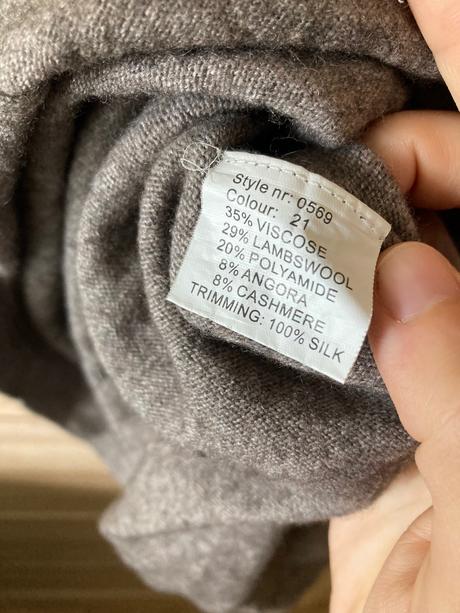 Style nr: 0569
Colour: 21
35% VISCOSE
29% LAMBSWOOL
20% POLYAMIDE
8% ANGORA
8% CASHMERE
TRIMMING: 100% SILK